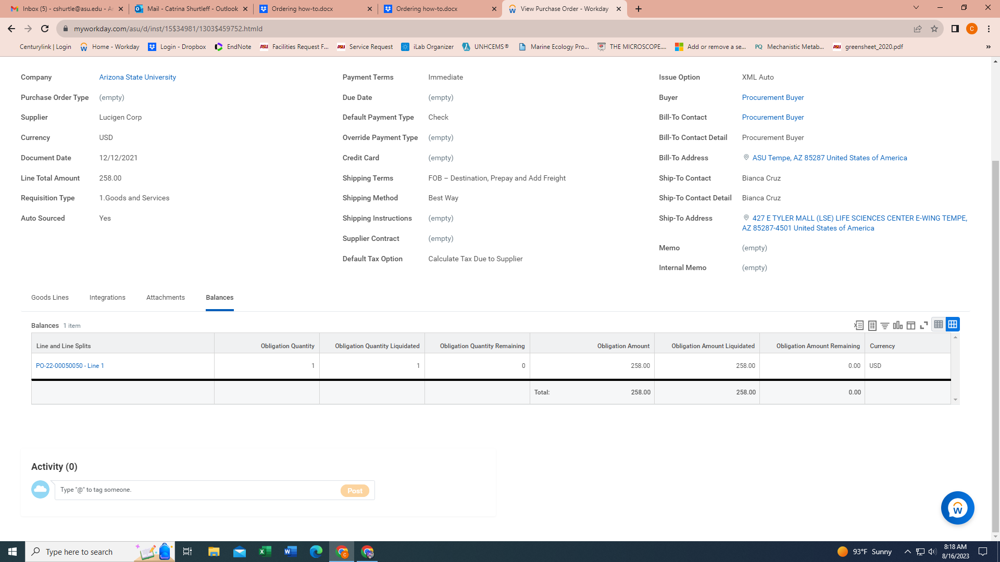 Inbox (5) - cshurtle@asu.edu - Ar
Mail - Catrina Shurtleff - Outlook
Ordering how-to.docx
Ordering how-to.docx
View Purchase Order - Workday
myworkday.com/asu/d/inst/15$34981/1303$459752.htmld
C
Centurylink | Login
Home - Workday
Login - Dropbox
EndNote
ASU Facilities Request F...
ASU Service Request
iLab Organizer
UNHCEMS®
Marine Ecology Pro...
THE MICROSCOPE....
Add or remove a se...
PQ Mechanistic Metab...
ASU greensheet_2020.pdf
»
Company Arizona State University
Purchase Order Type (empty)
Supplier Lucigen Corp
Currency USD
Document Date 12/12/2021
Line Total Amount 258.00
Requisition Type 1.Goods and Services
Auto Sourced Yes
Payment Terms Immediate
Due Date (empty)
Default Payment Type Check
Override Payment Type (empty)
Credit Card (empty)
Shipping Terms FOB – Destination, Prepay and Add Freight
Shipping Method Best Way
Shipping Instructions (empty)
Supplier Contract (empty)
Default Tax Option Calculate Tax Due to Supplier
Issue Option XML Auto
Buyer Procurement Buyer
Bill-To Contact Procurement Buyer
Bill-To Contact Detail Procurement Buyer
Bill-To Address ASU Tempe, AZ 85287 United States of America
Ship-To Contact Bianca Cruz
Ship-To Contact Detail Bianca Cruz
Ship-To Address 427 E TYLER MALL (LSE) LIFE SCIENCES CENTER E-WING TEMPE,
AZ 85287-4501 United States of America
Memo (empty)
Internal Memo (empty)
Goods Lines Integrations Attachments Balances
Balances 1 item
Line and Line Splits Obligation Quantity Obligation Quantity Liquidated Obligation Quantity Remaining Obligation Amount Obligation Amount Liquidated Obligation Amount Remaining Currency
PO-22-00050050 - Line 1 1 1 0 258.00 258.00 0.00 USD
Total: 258.00 258.00 0.00
Activity (0)
Type "@" to tag someone.
Post
Type here to search
93°F Sunny
8:18 AM
8/16/2023